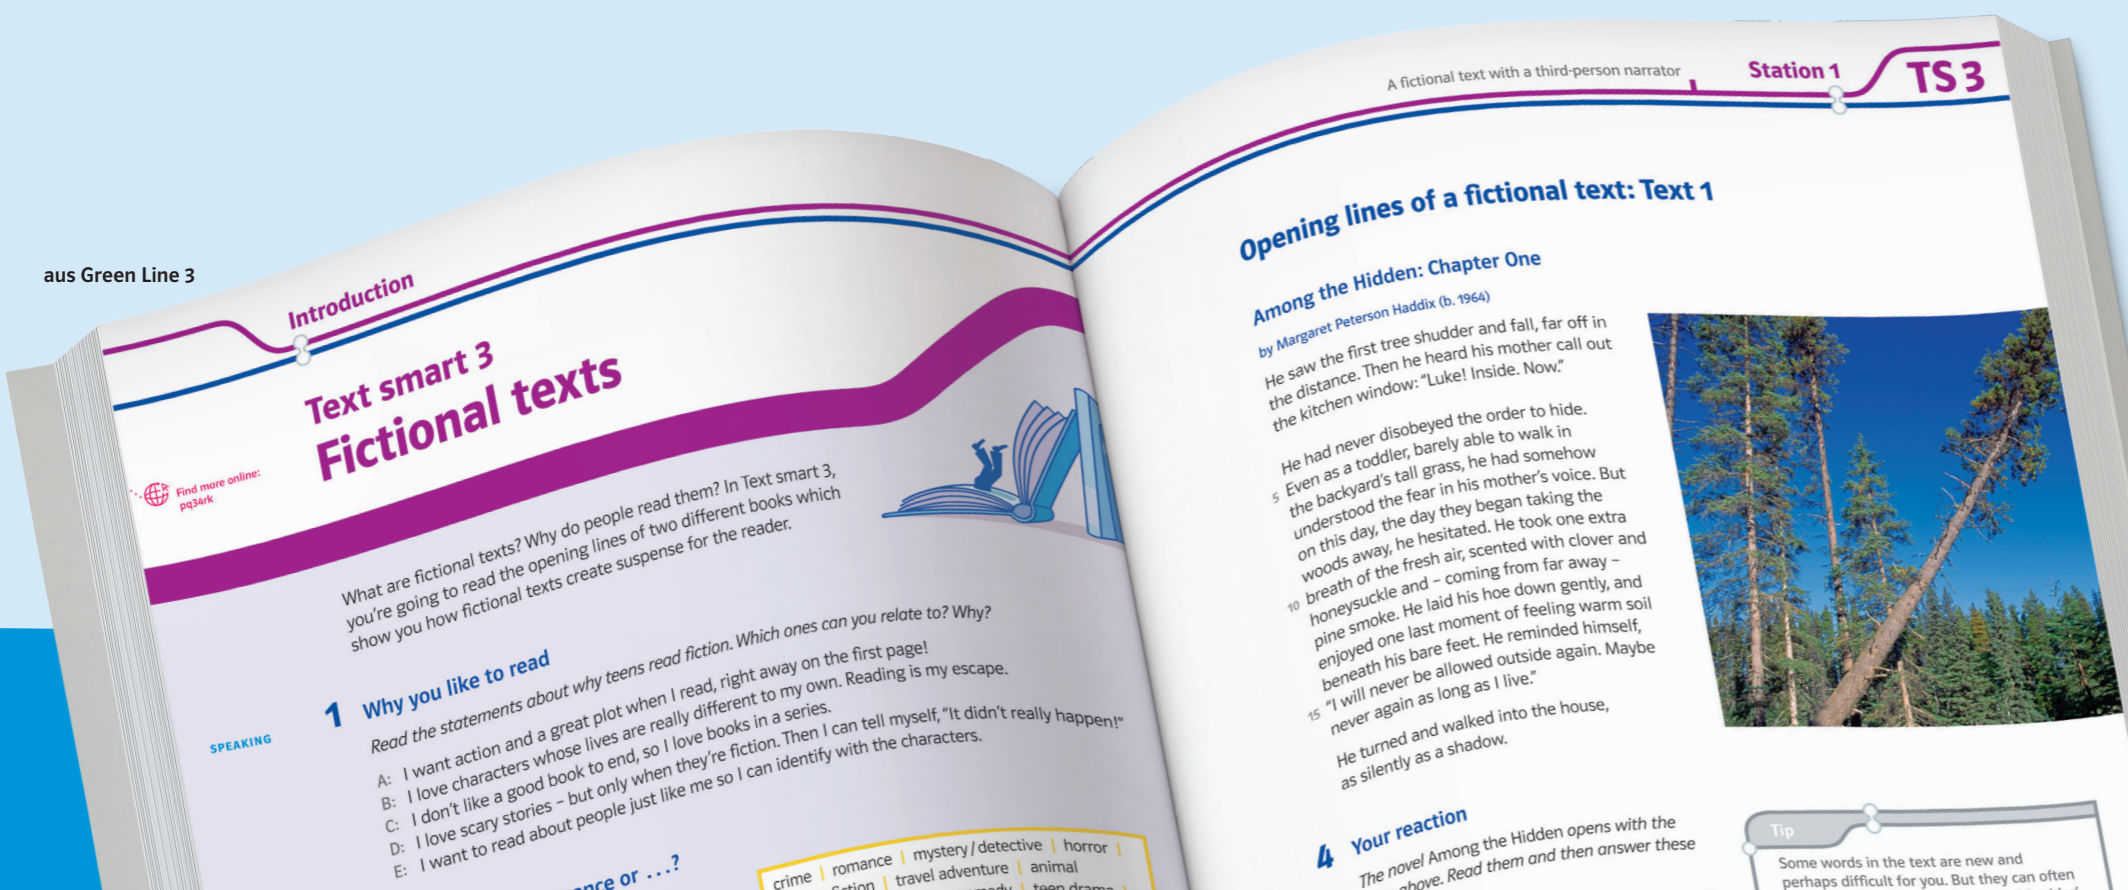 aus Green Line 3
Introduction
Text smart 3
Fictional texts
Find more online:
pq34rk
What are fictional texts? Why do people read them? In Text smart 3,
you're going to read the opening lines of two different books which
show you how fictional texts create suspense for the reader.
1 Why you like to read
SPEAKING
Read the statements about why teens read fiction. Which ones can you relate to? Why?
A: I want action and a great plot when I read, right away on the first page!
B: I love characters whose lives are really different to my own. Reading is my escape.
C: I don't like a good book to end, so I love books in a series.
D: I love scary stories – but only when they're fiction. Then I can tell myself, "It didn't really happen!"
E: I want to read about people just like me so I can identify with the characters.
or ...?
crime | romance | mystery/detective | horror |
travel adventure | animal
teen drama
A fictional text with a third-person narrator
Station 1
TS 3
Opening lines of a fictional text: Text 1
Among the Hidden: Chapter One
by Margaret Peterson Haddix (b. 1964)
He saw the first tree shudder and fall, far off in
the distance. Then he heard his mother call out
the kitchen window: "Luke! Inside. Now."
He had never disobeyed the order to hide.
5 Even as a toddler, barely able to walk in
the backyard's tall grass, he had somehow
understood the fear in his mother's voice. But
on this day, the day they began taking the
woods away, he hesitated. He took one extra
10 breath of the fresh air, scented with clover and
honeysuckle and – coming from far away –
pine smoke. He laid his hoe down gently, and
enjoyed one last moment of feeling warm soil
beneath his bare feet. He reminded himself,
15 "I will never be allowed outside again. Maybe
never again as long as I live."
He turned and walked into the house,
as silently as a shadow.
4 Your reaction
The novel Among the Hidden opens with the
above. Read them and then answer these
Tip
Some words in the text are new and
perhaps difficult for you. But they can often